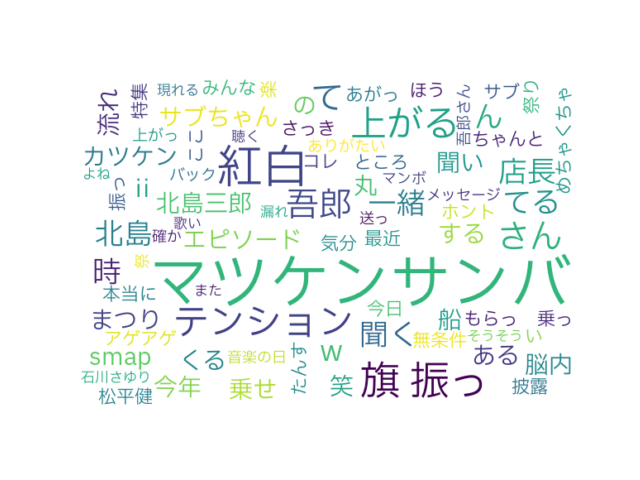 流れ
特集
現れる
みんな
楽
あがっ
ほう
サブ
祭り
めちゃくちゃ
サブちゃん
の
て
上がる
ん
吾郎さん
ちゃんと
さっき
上がっ
IJ
IJ
聴く
ありがたい
カツケン
紅白
コレ
ところ
聞い
店長
よね
振っ
ii
バック
マンボ
北島三郎
吾郎
丸
一緒
メッセージ
てる
漏れ
送っ
ホント
歌い
北島
確か
エピソード
気分
最近
する
さん
時
マツケンサンバ
本当に
また
今日
まつり
テンション
聞く
船
もらっ
乗っ
アゲアゲ
無条件
そうそう
い
smap
くる
音楽の日
たんす
w
ある
脳内
石川さゆり
今年
乗せ
笑
旗
振っ
披露
松平健